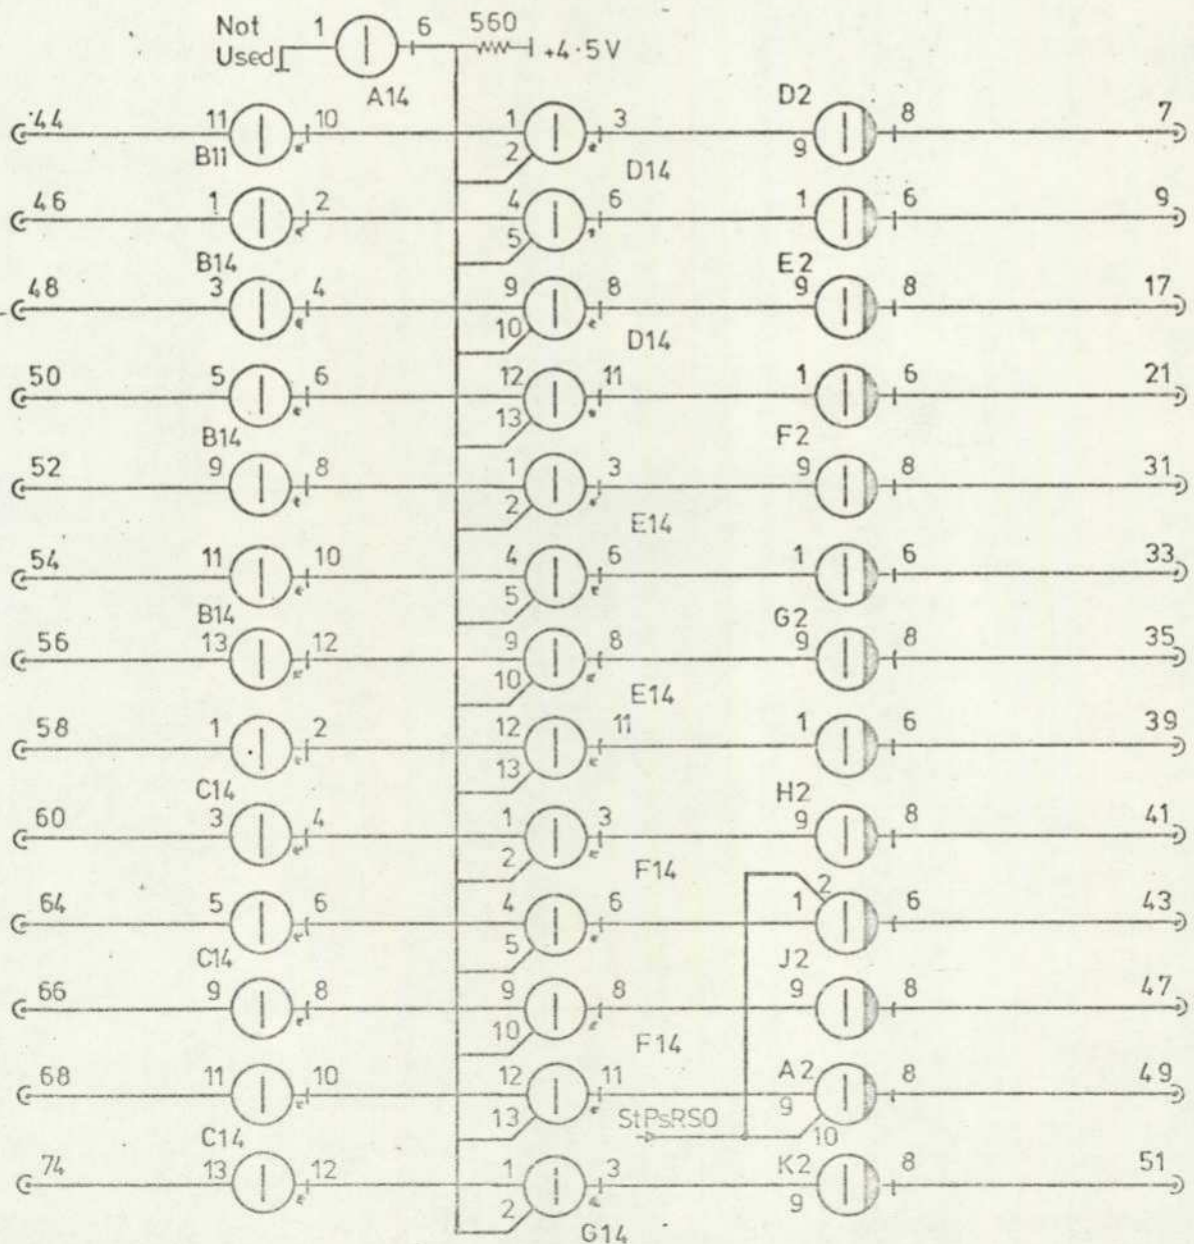 Not 1 6 560
Used +4·5V
A14
44 11 10 1 3 D2 8 7
B11 2 9
D14
46 1 2 4 6 1 6 9
5
B14 E2
48 3 4 9 8 9 8 17
10 D14
50 5 6 12 11 1 6 21
13
B14 F2
52 9 8 1 3 9 8 31
2
E14
54 11 10 4 6 1 6 33
5
B14 G2
56 13 12 9 8 9 8 35
10 E14
58 1 2 12 11 1 6 39
13
C14 H2
60 3 4 1 3 9 8 41
2 F14
2
64 5 6 4 6 1 6 43
5
C14 J2
66 9 8 9 8 9 8 47
10 F14
68 11 10 12 11 A2 8 49
9
13 StPsRS0 10
C14
74 13 12 1 3 K2 8 51
2 9
G14